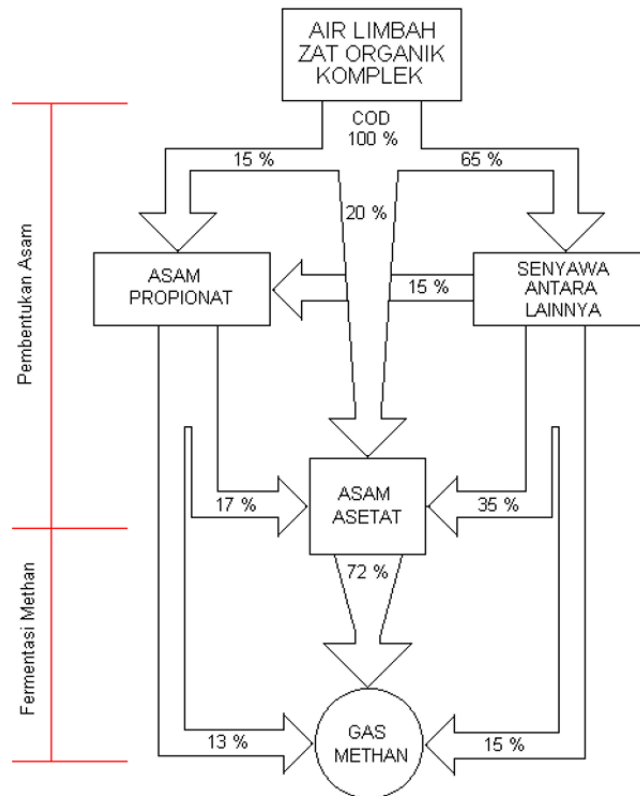 AIR LIMBAH
ZAT ORGANIK
KOMPLEK
COD
100 %
15 %
65 %
20 %
ASAM
PROPIONAT
15 %
SENYAWA
ANTARA
LAINNYA
Pembentukan Asam
17 %
ASAM
ASETAT
35 %
72 %
Fermentasi Methan
13 %
GAS
METHAN
15 %